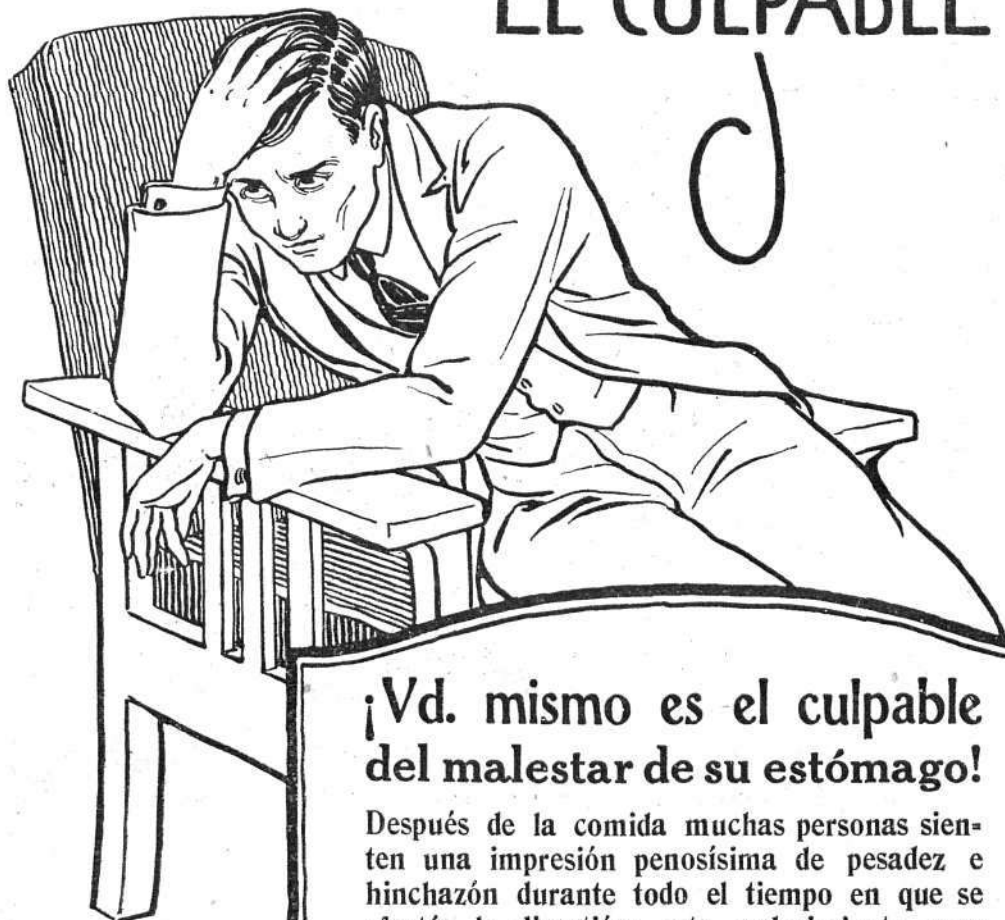 EL CULPABLE
¡Vd. mismo es el culpable
del malestar de su estómago!
Después de la comida muchas personas sien=
ten una impresión penosísima de pesadez e
hinchazón durante todo el tiempo en que se